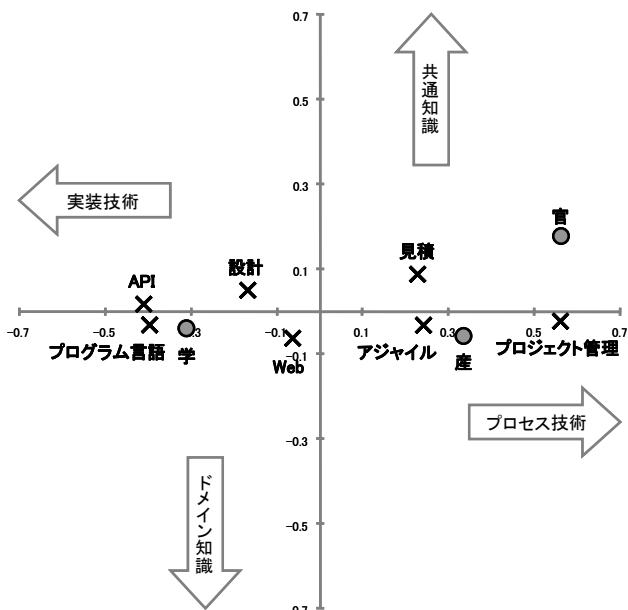 0.7
共通知識
0.5
0.3
実装技術
官
見積
設計
0.1
API
-0.7
-0.5
-0.3
-0.1
0.1
0.3
0.5
0.7
-0.1
プログラム言語
学
Web
アジャイル
産
プロジェクト管理
プロセス技術
-0.3
ドメイン知識
-0.5
-0.7